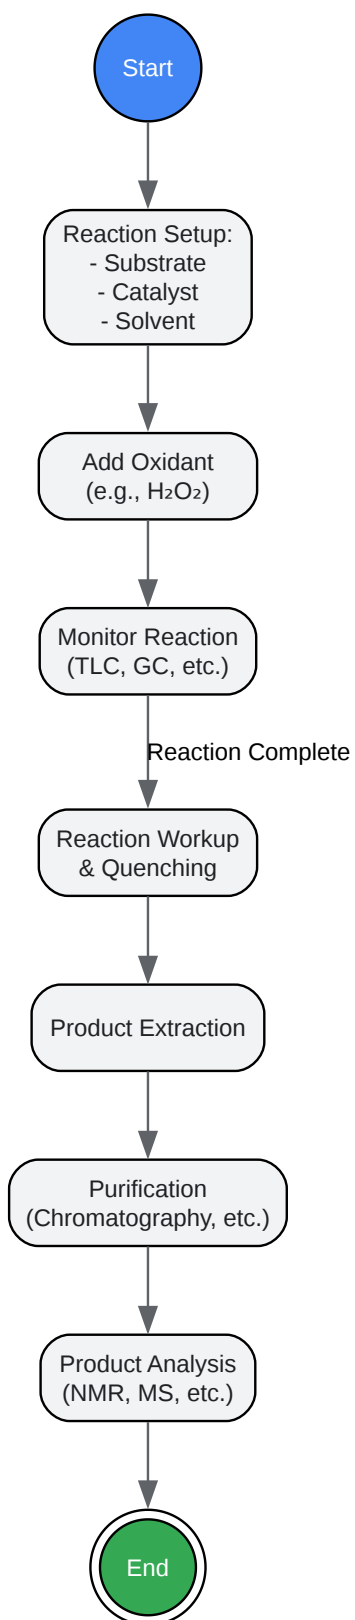 Start
Reaction Setup:
- Substrate
- Catalyst
- Solvent
Add Oxidant
(e.g., H₂O₂)
Monitor Reaction
(TLC, GC, etc.)
Reaction Complete
Reaction Workup
& Quenching
Product Extraction
Purification
(Chromatography, etc.)
Product Analysis
(NMR, MS, etc.)
End